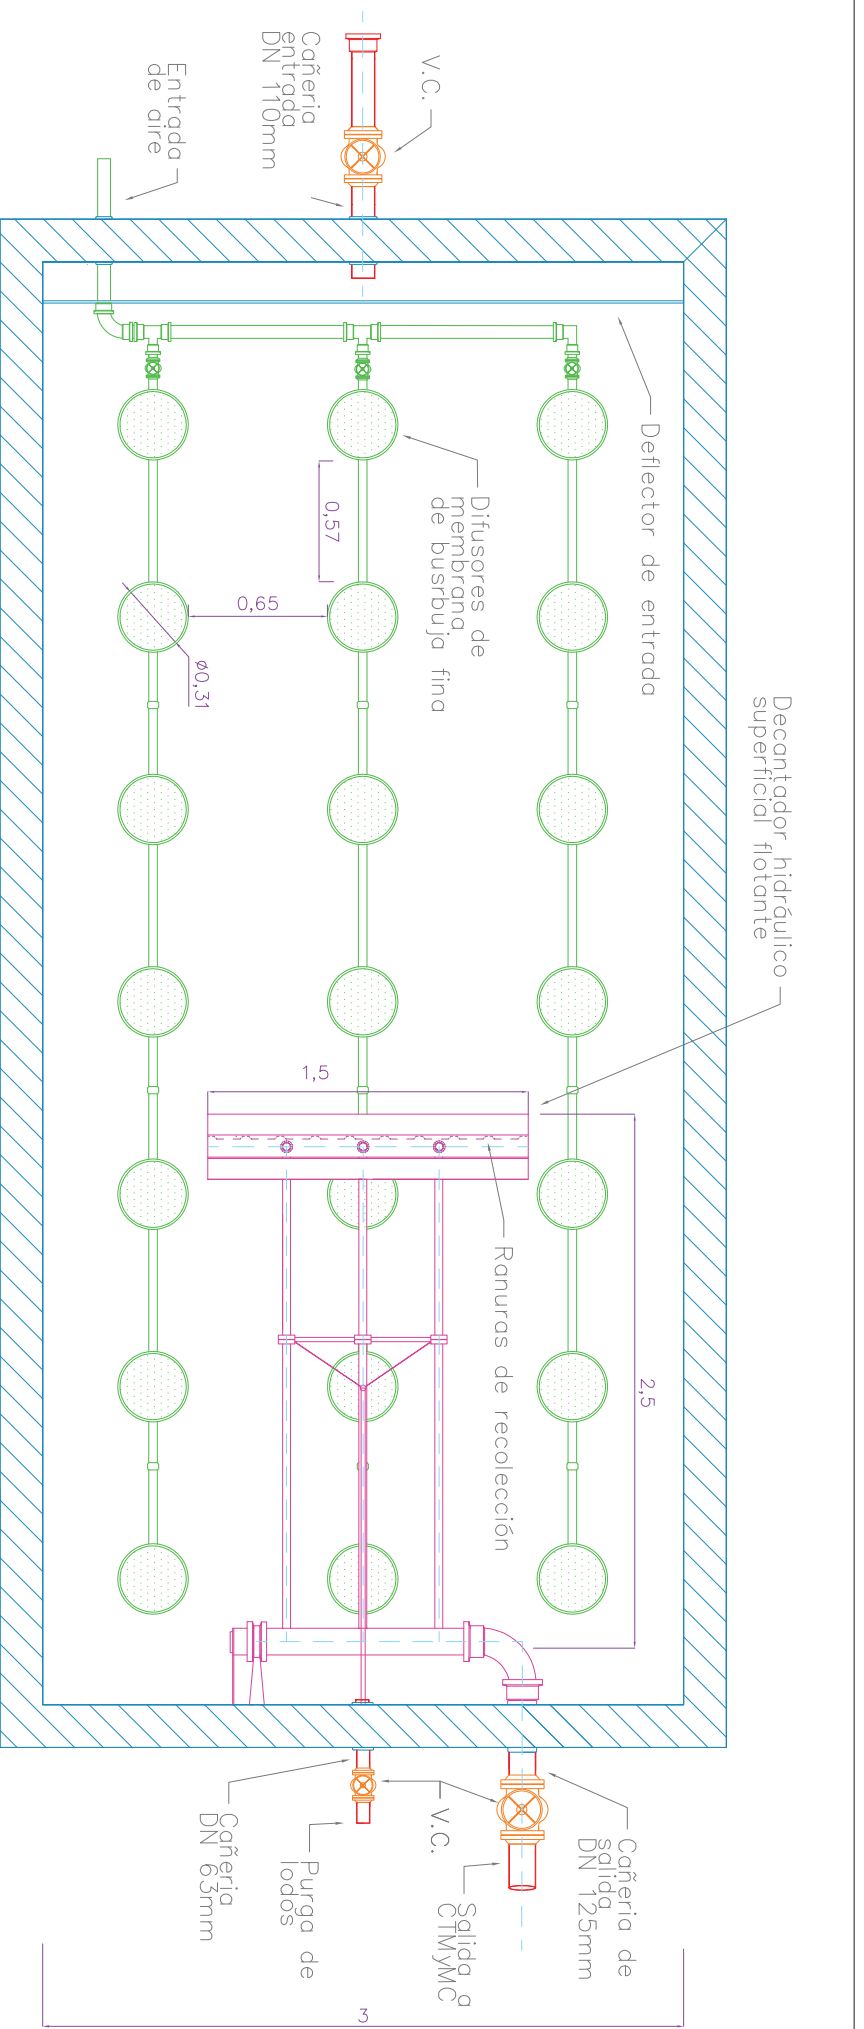 V.C.
Cañeria
entrada
DN 110mm
Entrada
de aire
Deflector de entrada
Difusores de
membrana
de busrbuja fina
0,57
0,65
ø0,31
Decantador hidráulico
superficial flotante
1,5
Ranuras de recolección
2,5
Cañeria de
salida
DN 125mm
Salida a
CTMyMC
V.C.
Purga de
lodos
Cañeria
DN 63mm
3